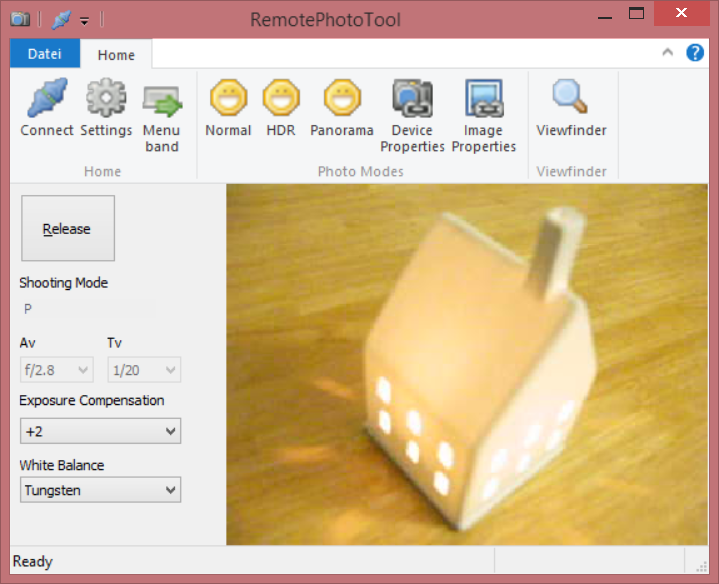 RemotePhotoTool
Datei Home
Connect Settings Menu band Normal HDR Panorama Device Properties Image Properties Viewfinder
Home Photo Modes Viewfinder
Release
Shooting Mode
P
Av Tv
f/2.8 1/20
Exposure Compensation
+2
White Balance
Tungsten
Ready